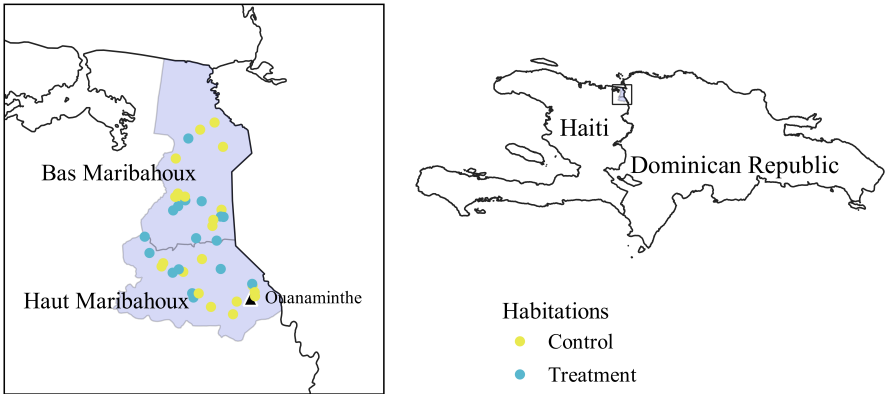 Bas Maribahoux
Haut Maribahoux
Ouanaminthe
Haiti
Dominican Republic
Habitations
Control
Treatment